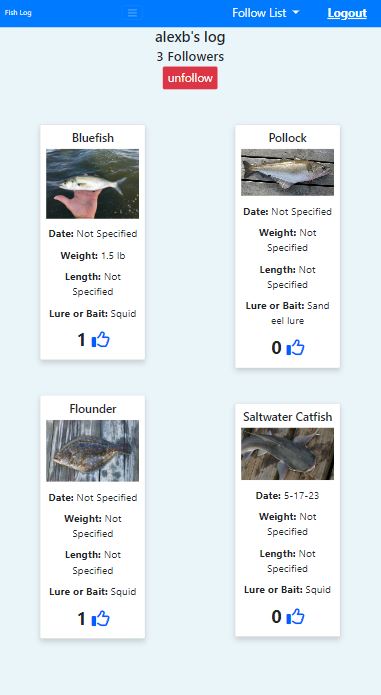 Fish Log
Follow List
Logout
alexb's log
3 Followers
unfollow
Bluefish
Date: Not Specified
Weight: 1.5 lb
Length: Not
Specified
Lure or Bait: Squid
1
Pollock
Date: Not Specified
Weight: Not
Specified
Length: Not
Specified
Lure or Bait: Sand
eel lure
0
Flounder
Date: Not Specified
Weight: Not
Specified
Length: Not
Specified
Lure or Bait: Squid
1
Saltwater Catfish
Date: 5-17-23
Weight: Not
Specified
Length: Not
Specified
Lure or Bait: Squid
0